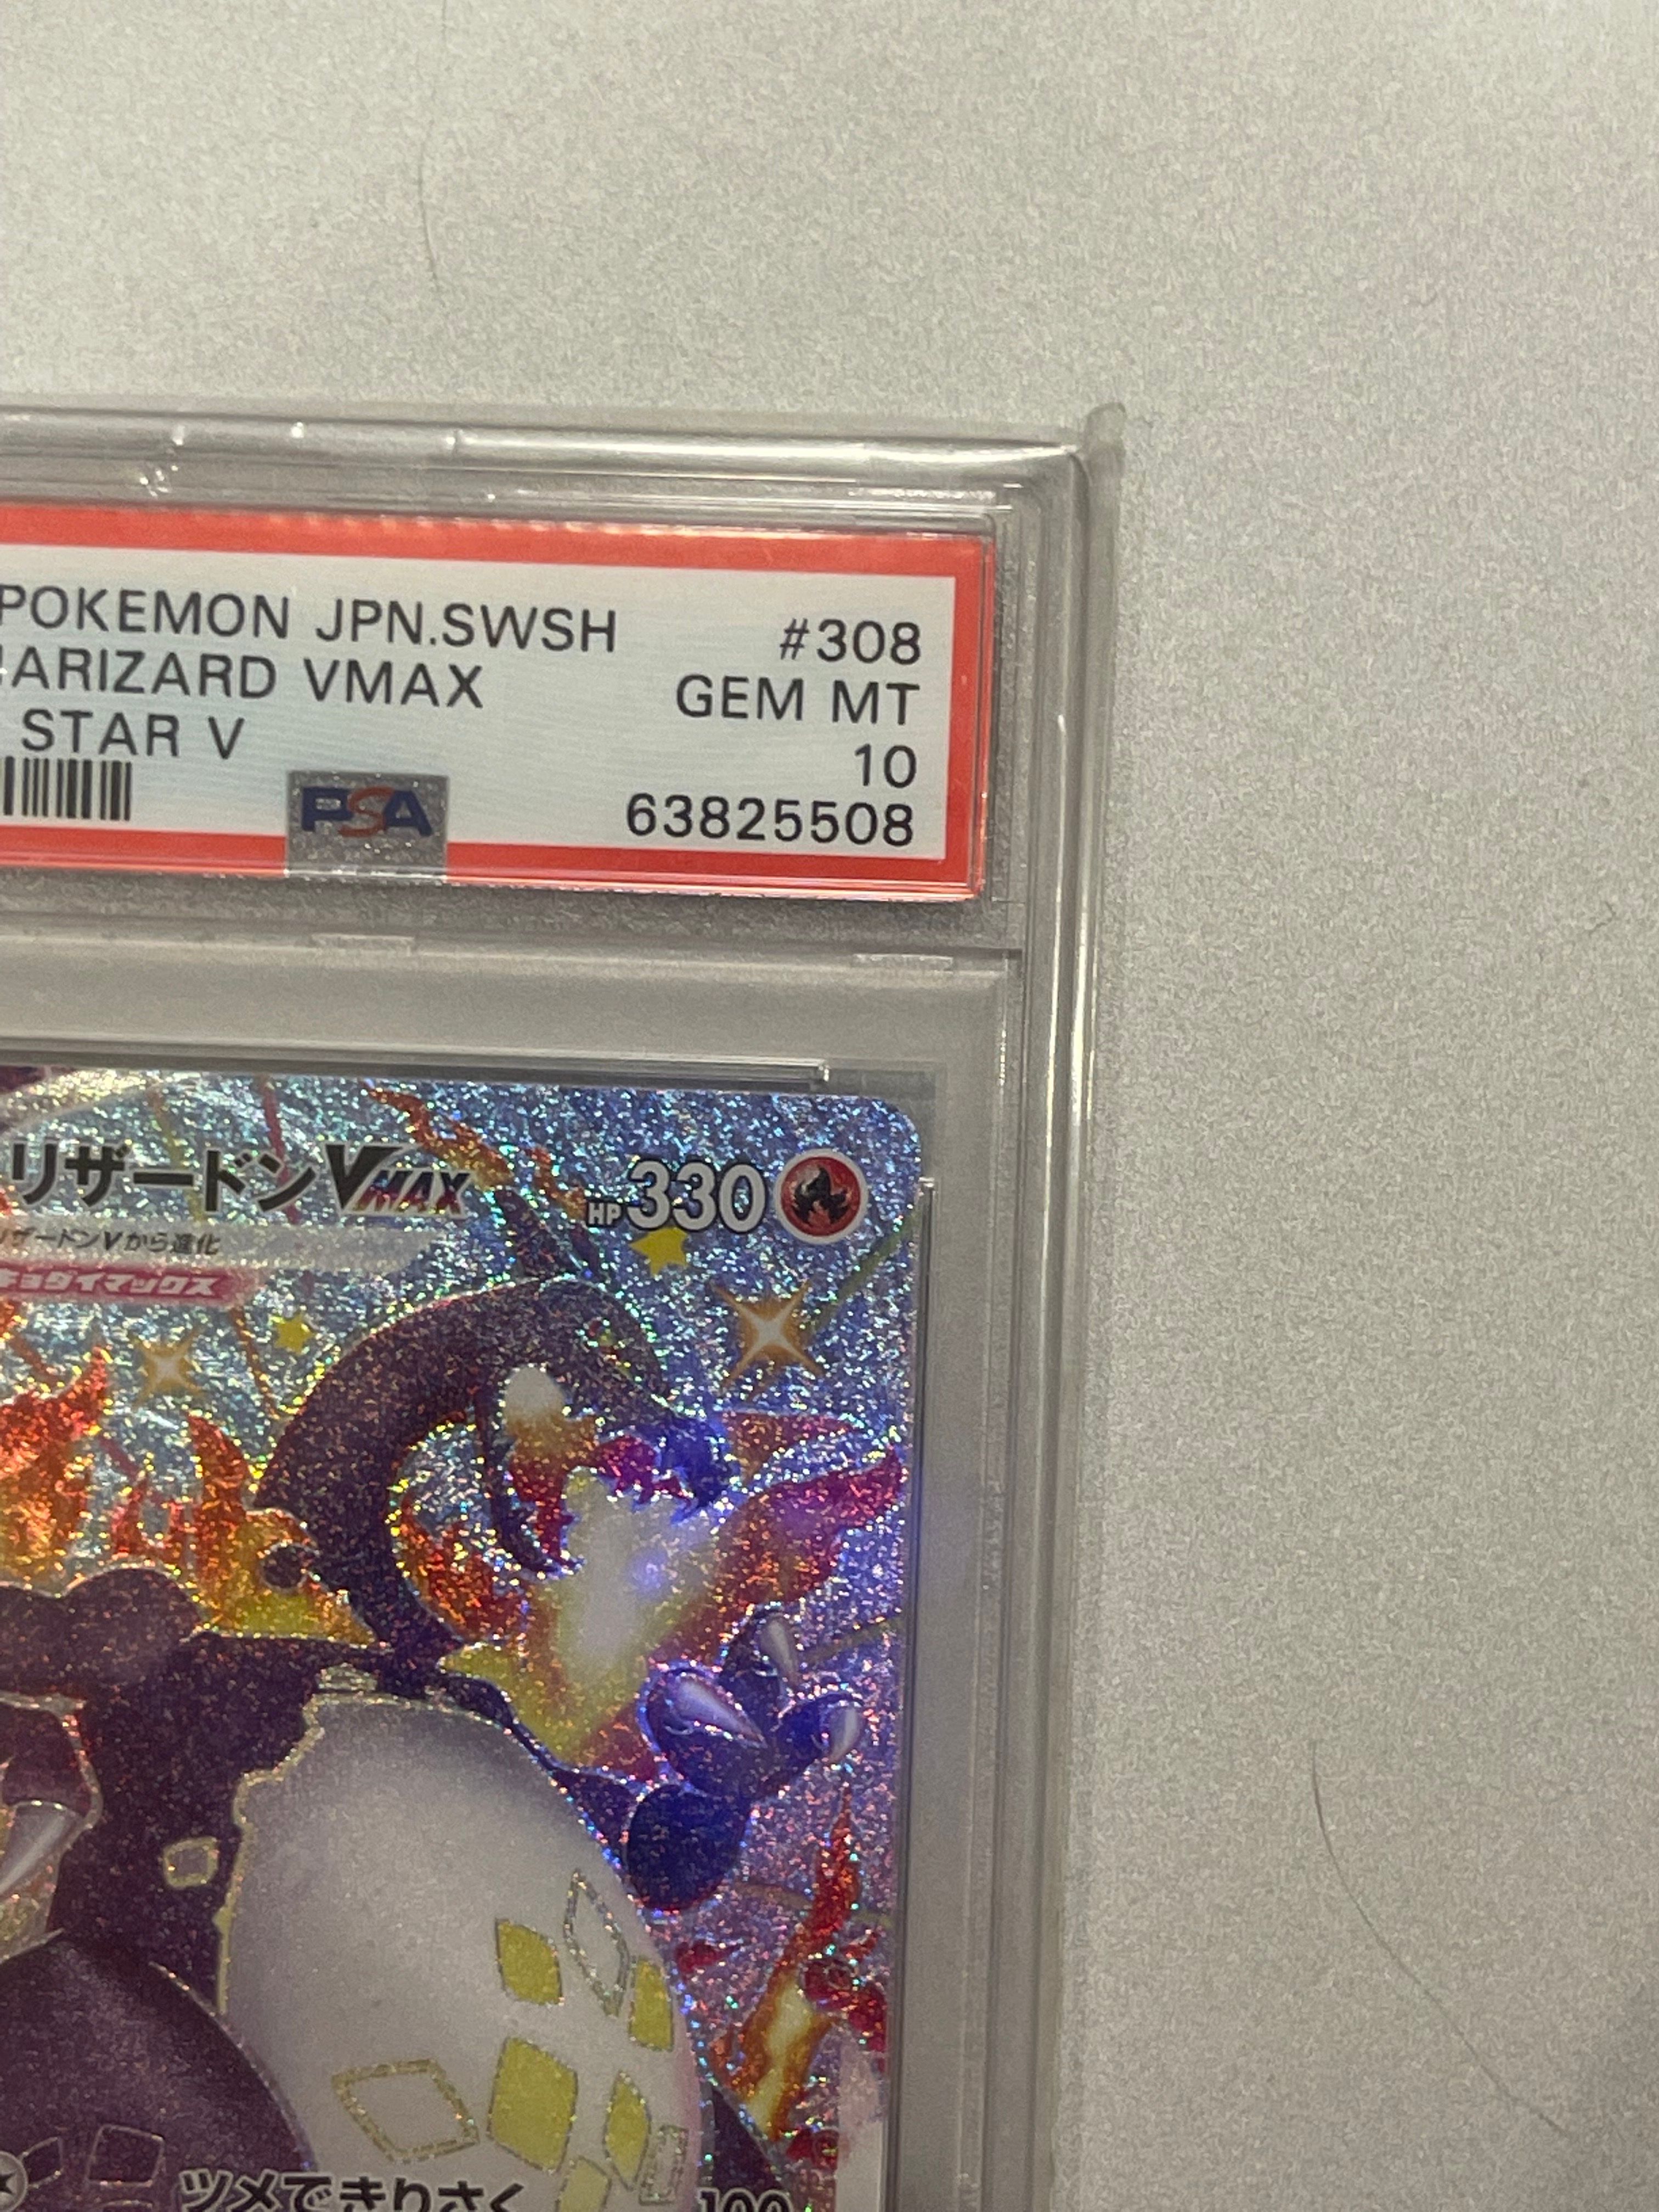 POKEMON JPN.SWSH #308
ARIZARD VMAX GEM MT
STAR V 10
PSA 63825508
リザードンVMAX HP330
リザードンVから進化
キョダイマックス
ツメできりさく 100